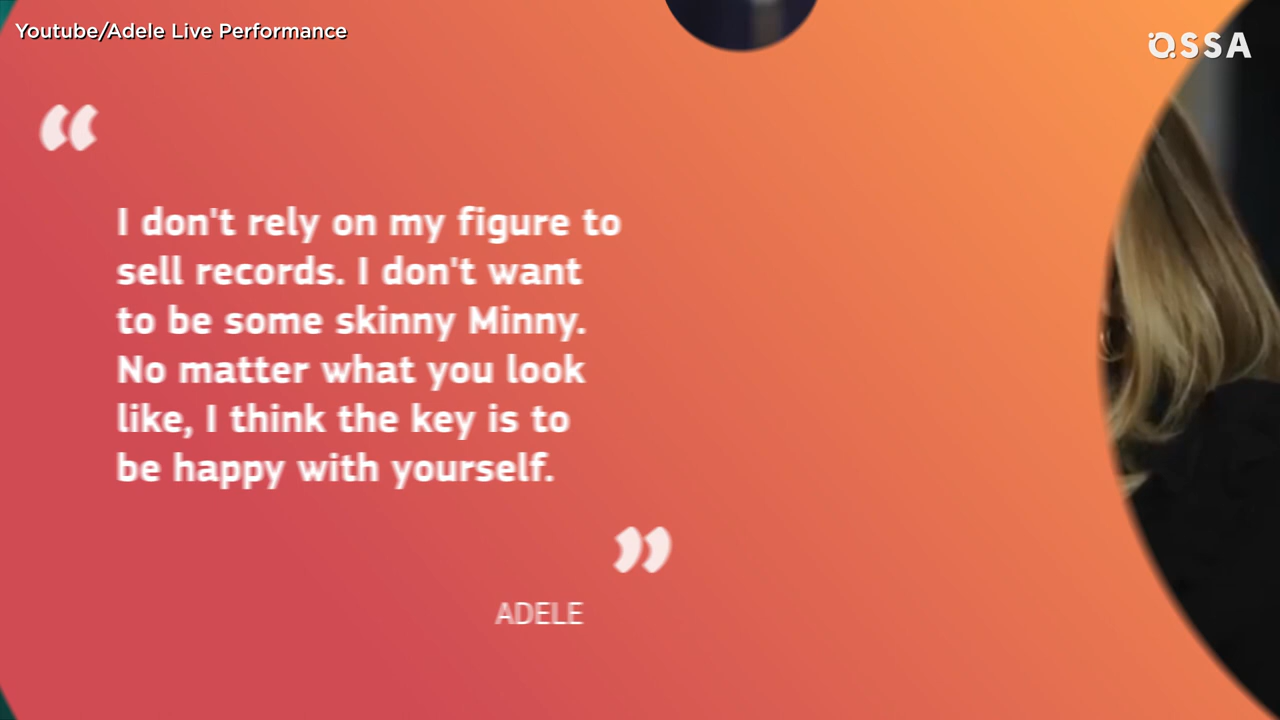 Youtube/Adele Live Performance
OSSA
“
I don't rely on my figure to
sell records. I don't want
to be some skinny Minny.
No matter what you look
like, I think the key is to
be happy with yourself.
”
ADELE